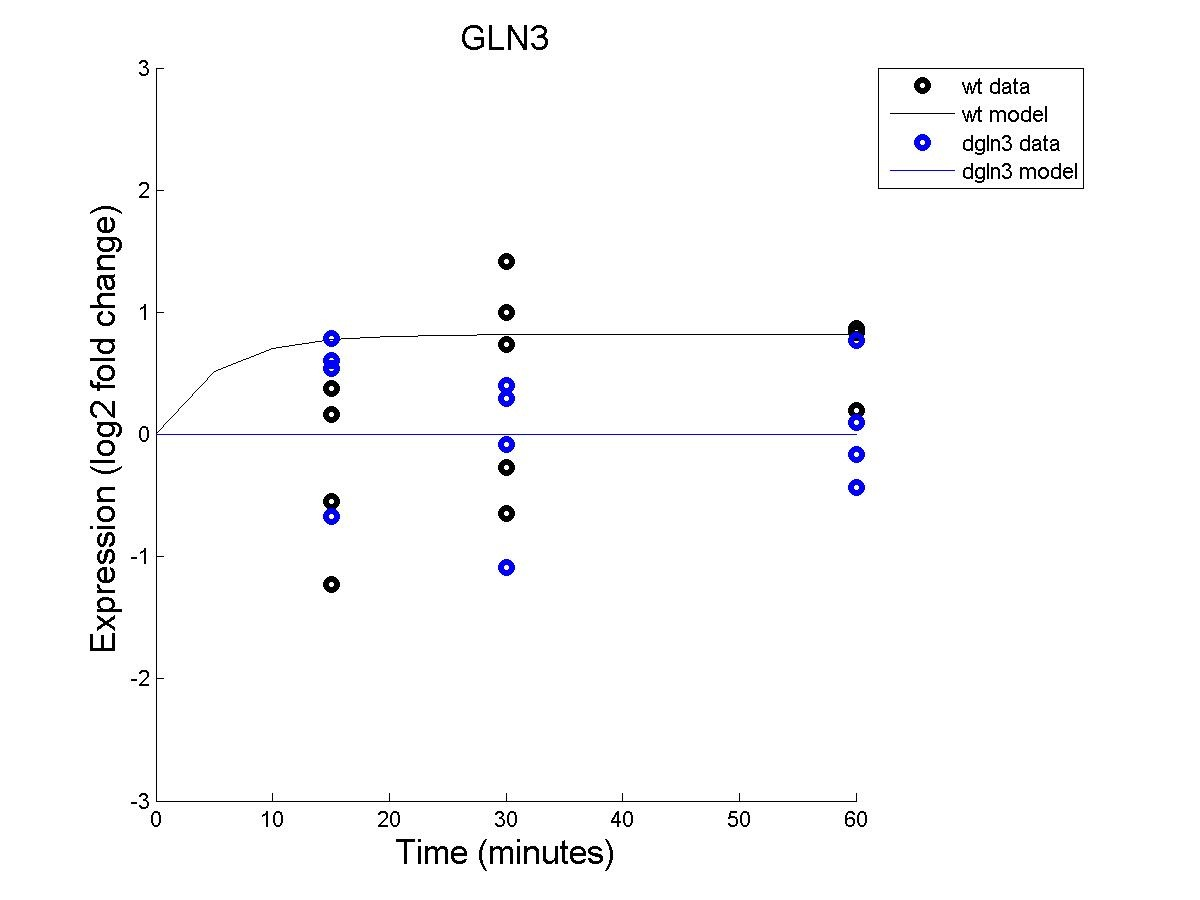 GLN3
wt data
wt model
dgln3 data
dgln3 model
3
2
1
0
-1
-2
-3
Expression (log2 fold change)
0 10 20 30 40 50 60
Time (minutes)